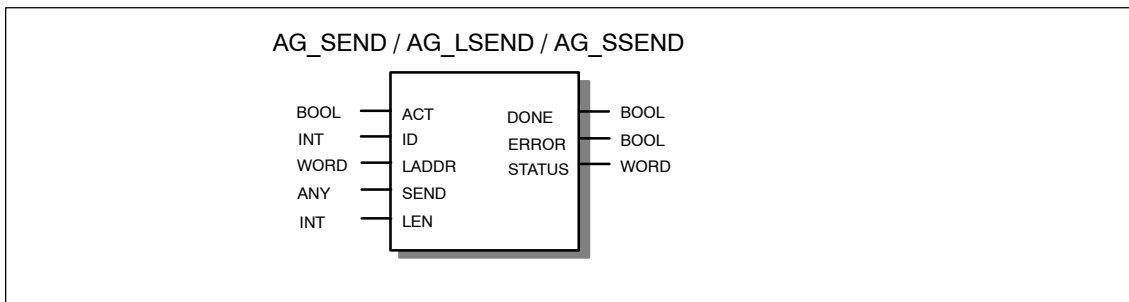 AG_SEND / AG_LSEND / AG_SSEND
BOOL ACT DONE BOOL
INT ID ERROR BOOL
WORD LADDR STATUS WORD
ANY SEND
INT LEN